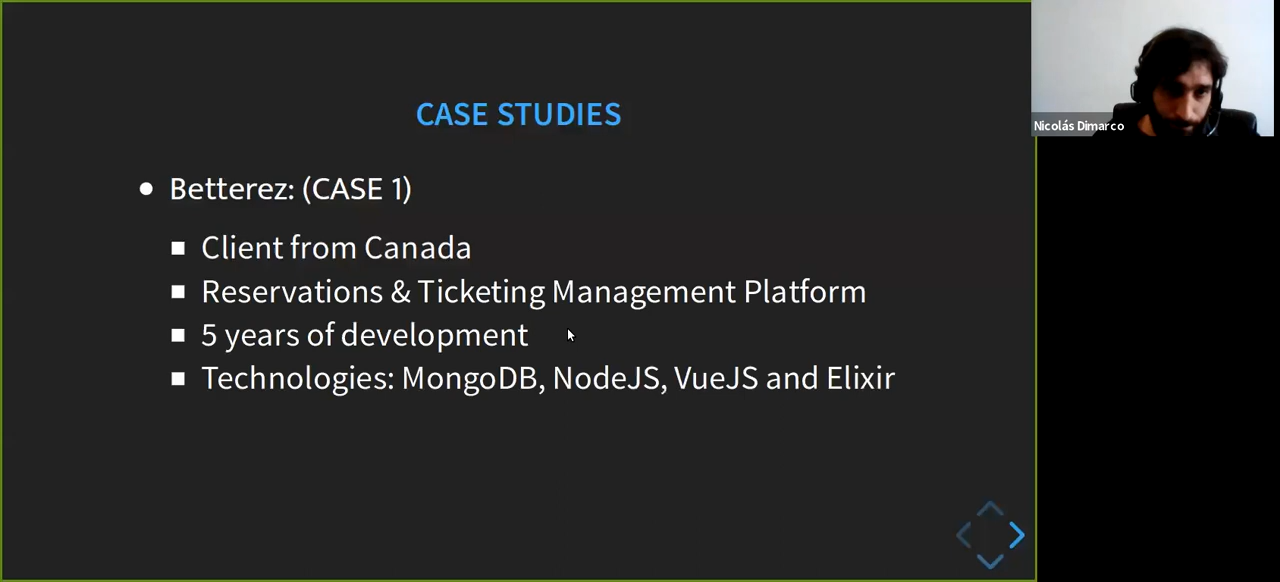 CASE STUDIES
Betterez: (CASE 1)
Client from Canada
Reservations & Ticketing Management Platform
5 years of development
Technologies: MongoDB, NodeJS, VueJS and Elixir
Nicolás Dimarco